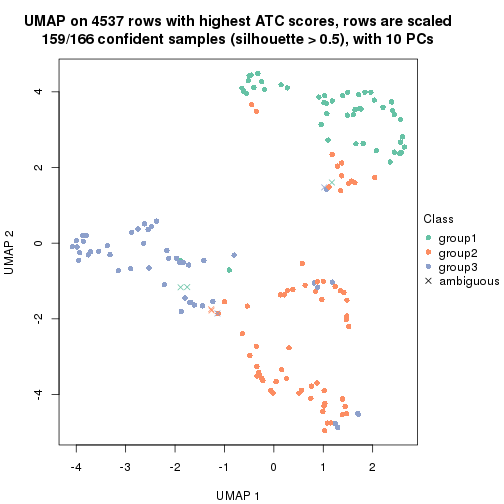 UMAP on 4537 rows with highest ATC scores, rows are scaled
159/166 confident samples (silhouette > 0.5), with 10 PCs
4
2
0
-2
-4
UMAP 2
-4
-3
-2
-1
0
1
2
UMAP 1
Class
group1
group2
group3
ambiguous